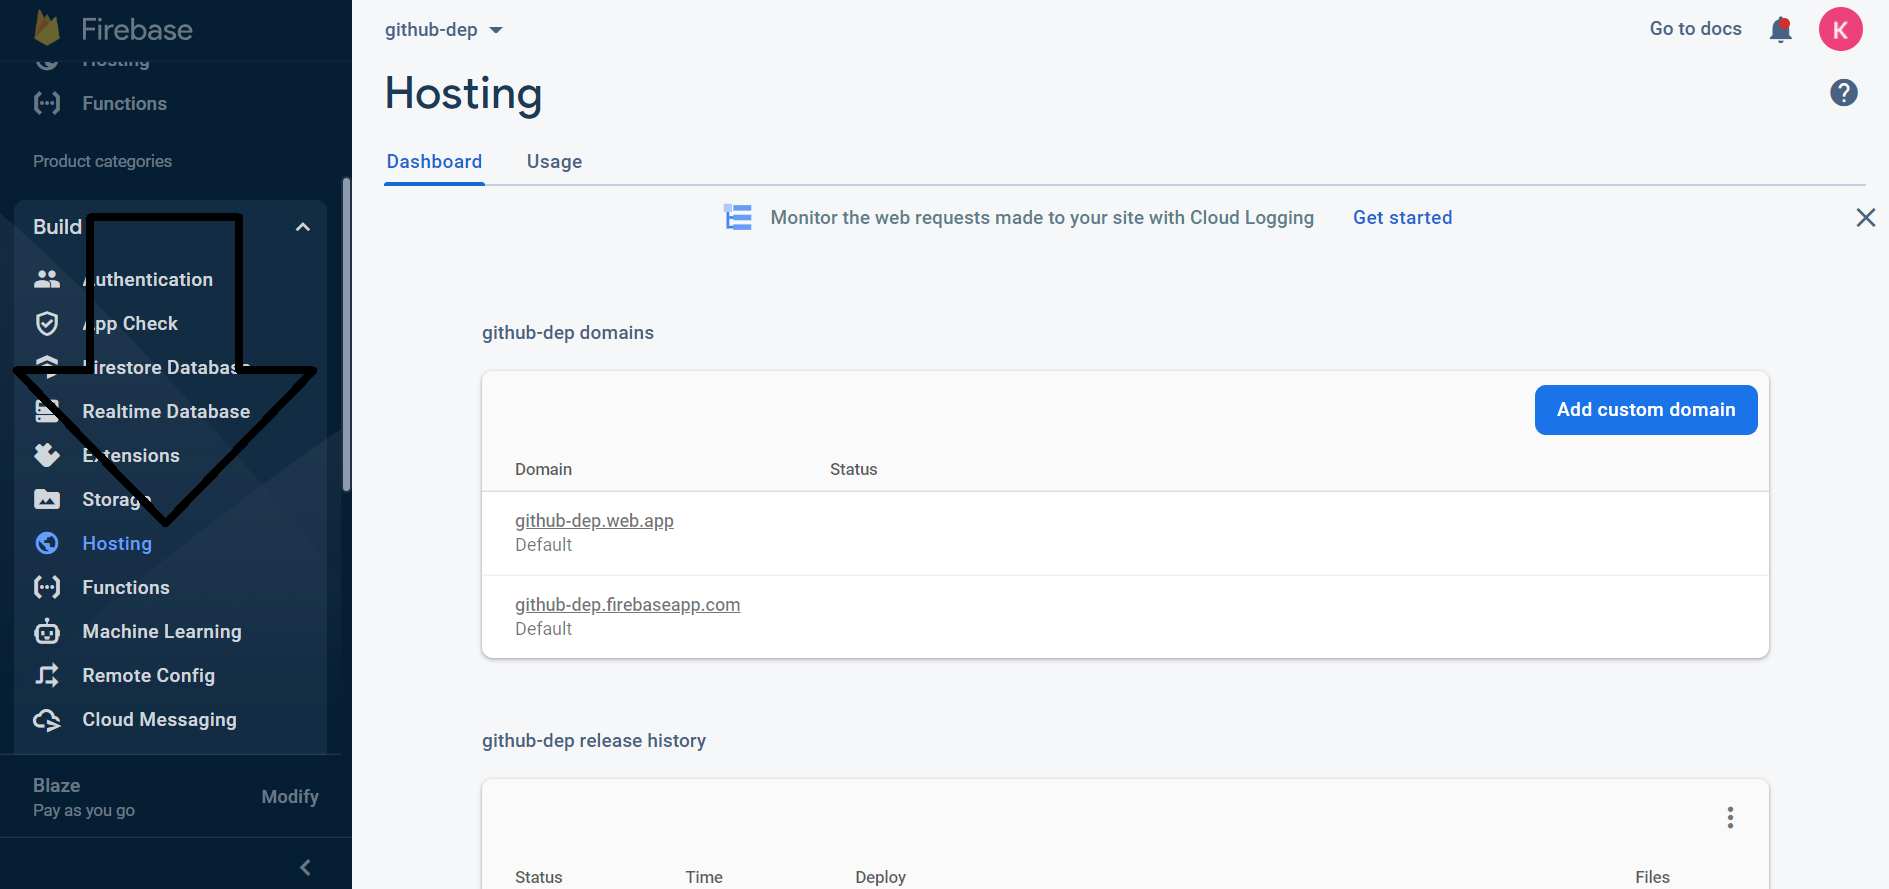 Firebase
Hosting
Functions
Product categories
Build
Authentication
App Check
Firestore Database
Realtime Database
Extensions
Storage
Hosting
Functions
Machine Learning
Remote Config
Cloud Messaging
Blaze
Pay as you go
Modify
github-dep
Go to docs
K
Hosting
?
Dashboard Usage
Monitor the web requests made to your site with Cloud Logging Get started
github-dep domains
Add custom domain
Domain Status
github-dep.web.app
Default
github-dep.firebaseapp.com
Default
github-dep release history
Status Time Deploy Files